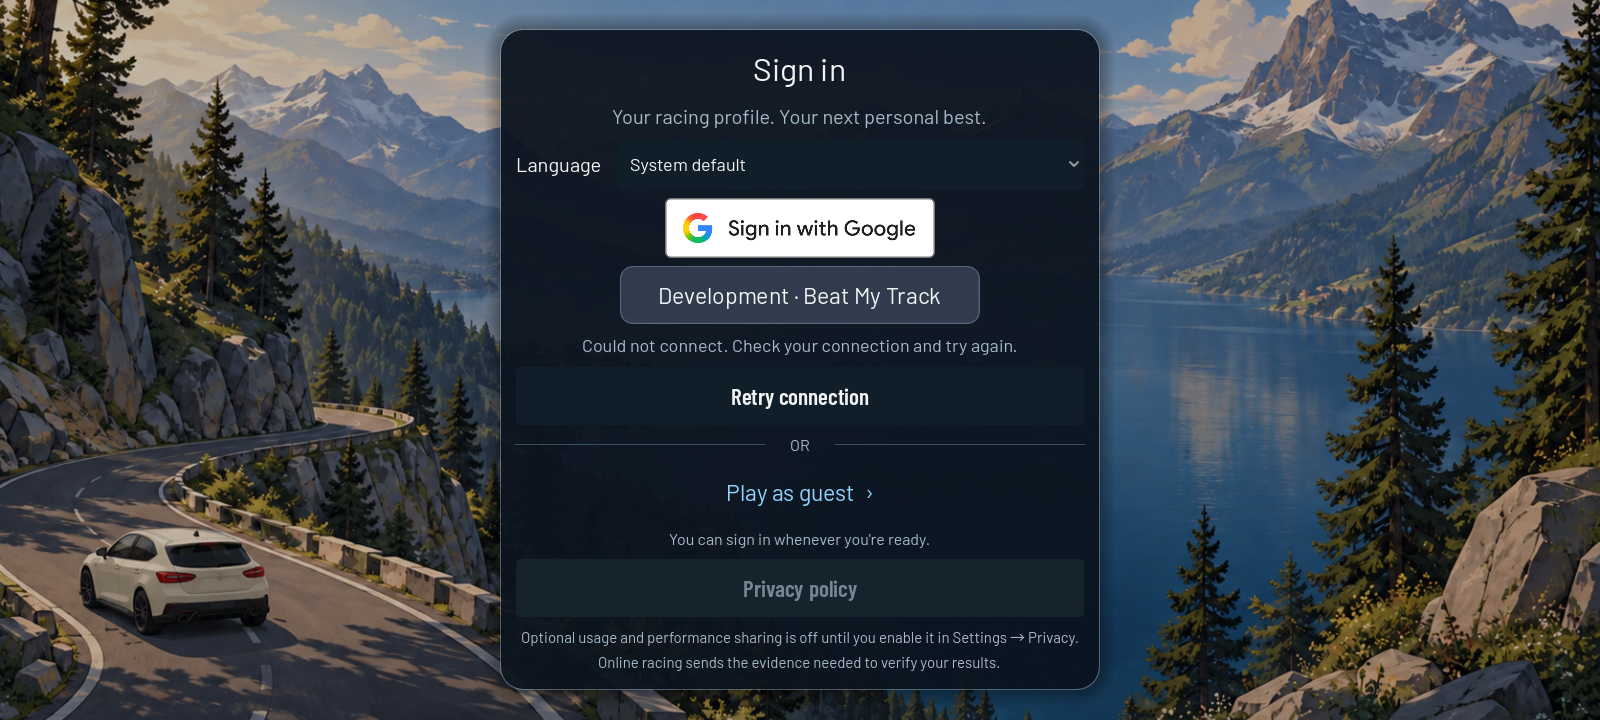 Sign in
Your racing profile. Your next personal best.
Language System default
Sign in with Google
Development · Beat My Track
Could not connect. Check your connection and try again.
Retry connection
OR
Play as guest ›
You can sign in whenever you're ready.
Privacy policy
Optional usage and performance sharing is off until you enable it in Settings → Privacy.
Online racing sends the evidence needed to verify your results.